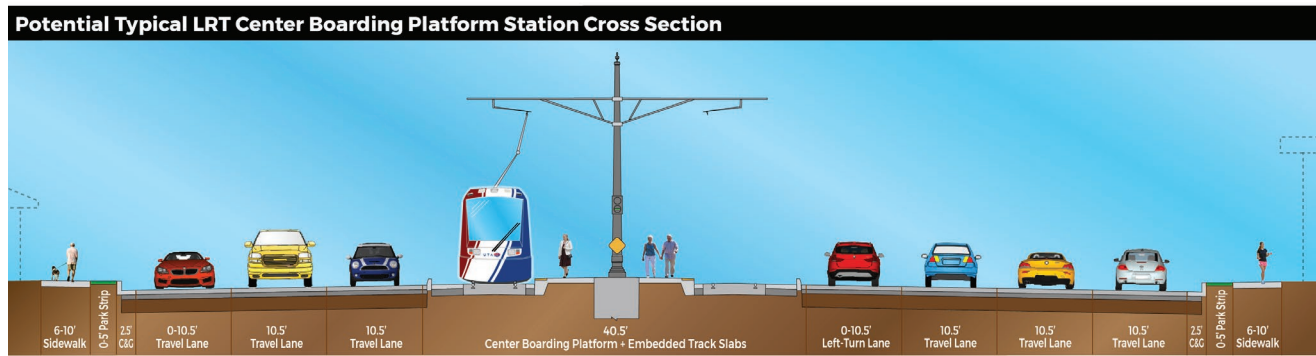 Potential Typical LRT Center Boarding Platform Station Cross Section
UTA
6-10'
Sidewalk
0-5' Park Strip
2.5'
C&G
0-10.5'
Travel Lane
10.5'
Travel Lane
10.5'
Travel Lane
40.5'
Center Boarding Platform + Embedded Track Slabs
0-10.5'
Left-Turn Lane
10.5'
Travel Lane
10.5'
Travel Lane
10.5'
Travel Lane
2.5'
C&G
0-5' Park Strip
6-10'
Sidewalk